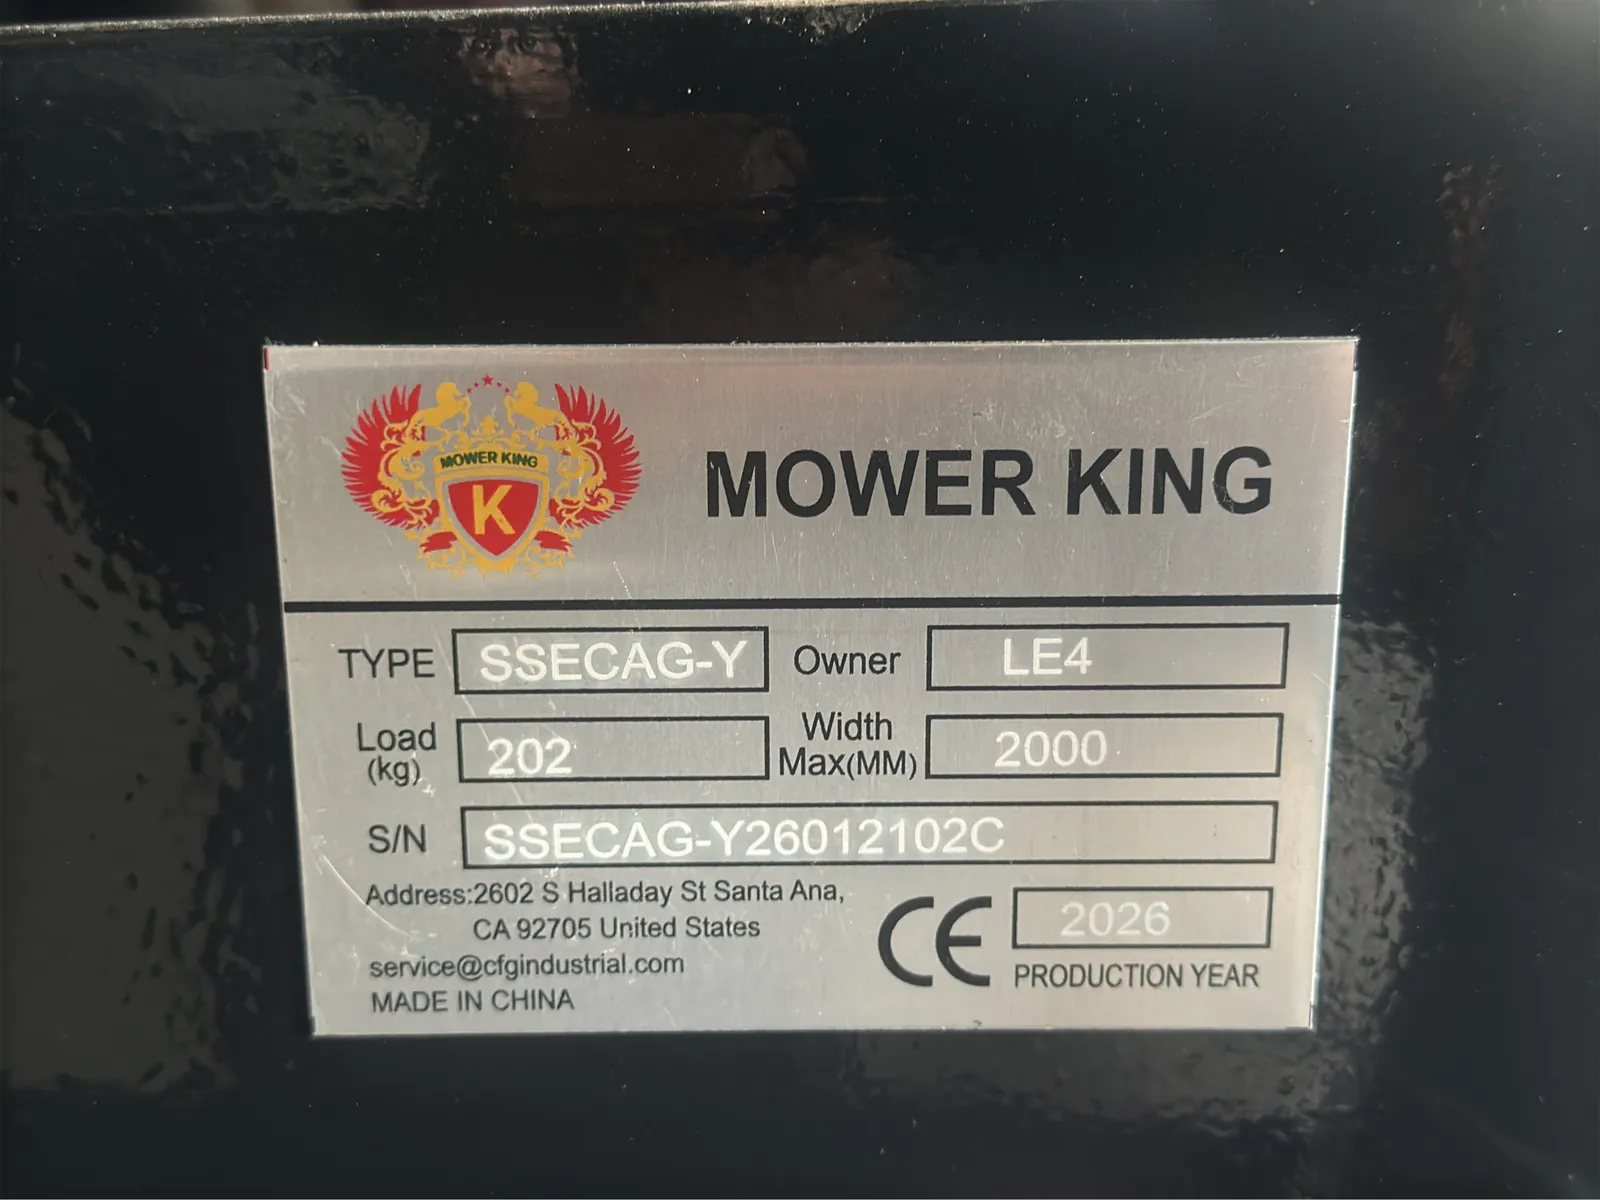 MOWER KING
K
MOWER KING
TYPE SSECAG-Y Owner LE4
Load (kg) 202 Width Max(MM) 2000
S/N SSECAG-Y26012102C
Address:2602 S Halladay St Santa Ana,
CA 92705 United States
service@cfgindustrial.com
MADE IN CHINA
CE 2026
PRODUCTION YEAR